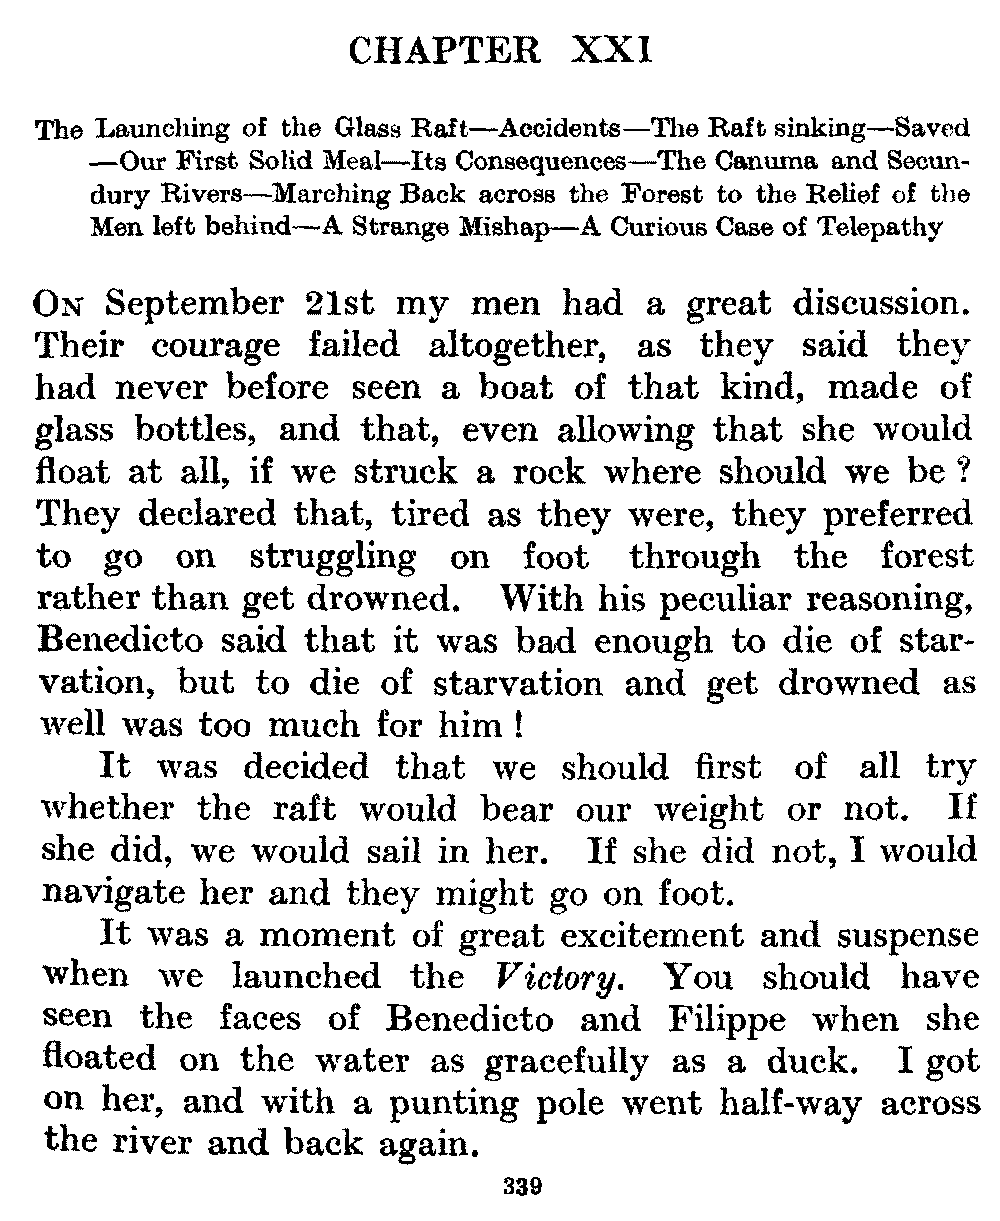 CHAPTER XXI
The Launching of the Glass Raft—Accidents—The Raft sinking—Saved
—Our First Solid Meal—Its Consequences—The Canuma and Secun-
dury Rivers—Marching Back across the Forest to the Relief of the
Men left behind—A Strange Mishap—A Curious Case of Telepathy
ON September 21st my men had a great discussion.
Their courage failed altogether, as they said they
had never before seen a boat of that kind, made of
glass bottles, and that, even allowing that she would
float at all, if we struck a rock where should we be?
They declared that, tired as they were, they preferred
to go on struggling on foot through the forest
rather than get drowned. With his peculiar reasoning,
Benedicto said that it was bad enough to die of star-
vation, but to die of starvation and get drowned as
well was too much for him!
It was decided that we should first of all try
whether the raft would bear our weight or not. If
she did, we would sail in her. If she did not, I would
navigate her and they might go on foot.
It was a moment of great excitement and suspense
when we launched the Victory. You should have
seen the faces of Benedicto and Filippe when she
floated on the water as gracefully as a duck. I got
on her, and with a punting pole went half-way across
the river and back again.
339